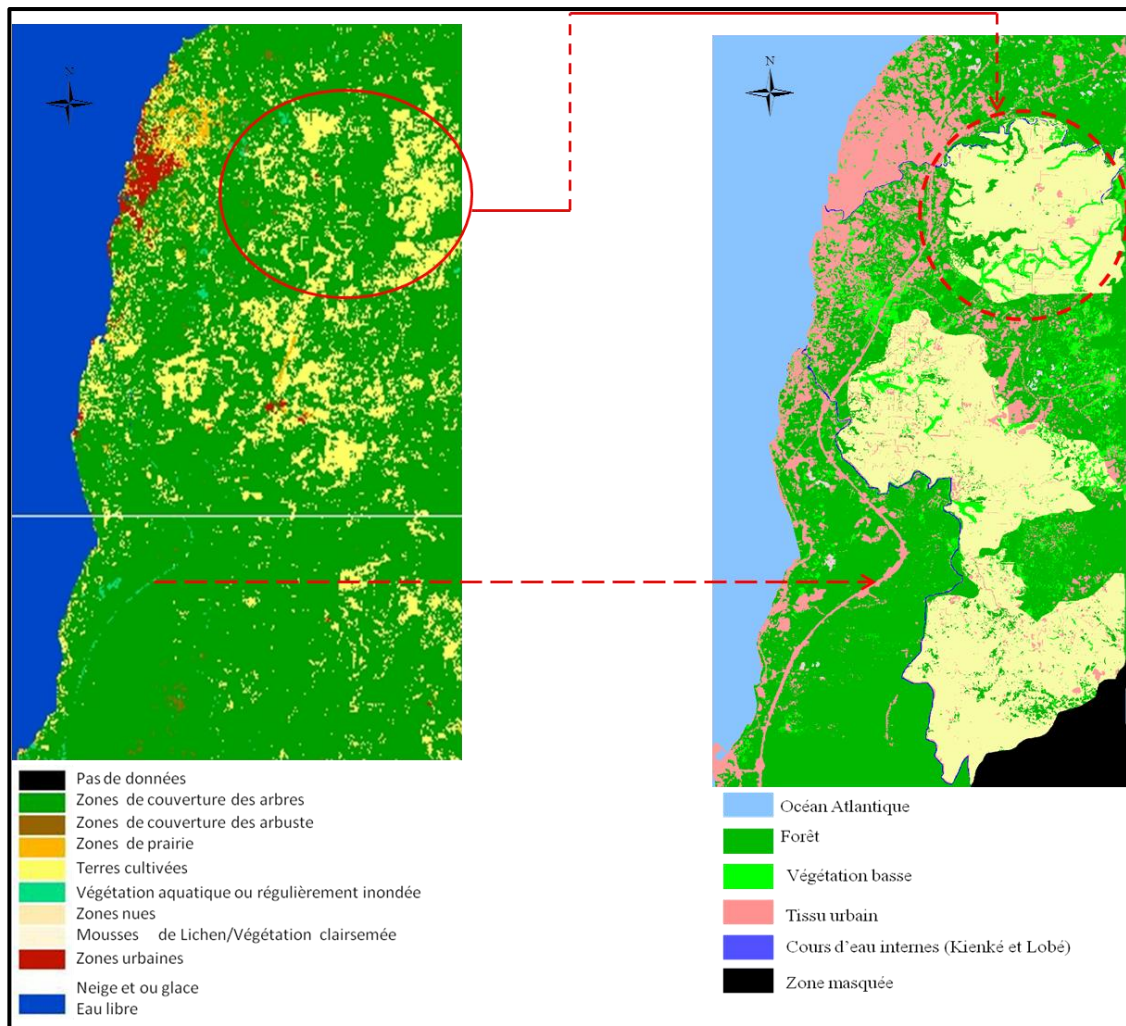 N
N
Pas de données
Zones de couverture des arbres
Zones de couverture des arbuste
Zones de prairie
Terres cultivées
Végétation aquatique ou régulièrement inondée
Zones nues
Mousses de Lichen/Végétation clairsemée
Zones urbaines
Neige et ou glace
Eau libre
Océan Atlantique
Forêt
Végétation basse
Tissu urbain
Cours d'eau internes (Kienké et Lobé)
Zone masquée